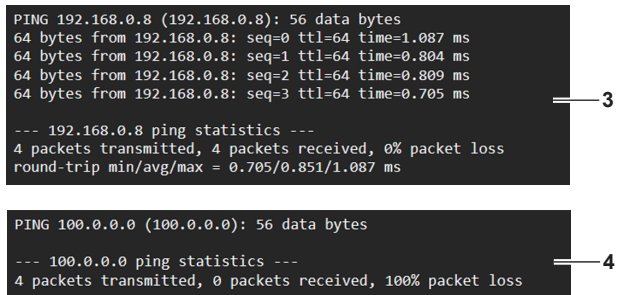 PING 192.168.0.8 (192.168.0.8): 56 data bytes
64 bytes from 192.168.0.8: seq=0 ttl=64 time=1.087 ms
64 bytes from 192.168.0.8: seq=1 ttl=64 time=0.804 ms
64 bytes from 192.168.0.8: seq=2 ttl=64 time=0.809 ms
64 bytes from 192.168.0.8: seq=3 ttl=64 time=0.705 ms
3
--- 192.168.0.8 ping statistics ---
4 packets transmitted, 4 packets received, 0% packet loss
round-trip min/avg/max = 0.705/0.851/1.087 ms
PING 100.0.0.0 (100.0.0.0): 56 data bytes
--- 100.0.0.0 ping statistics ---
4
4 packets transmitted, 0 packets received, 100% packet loss